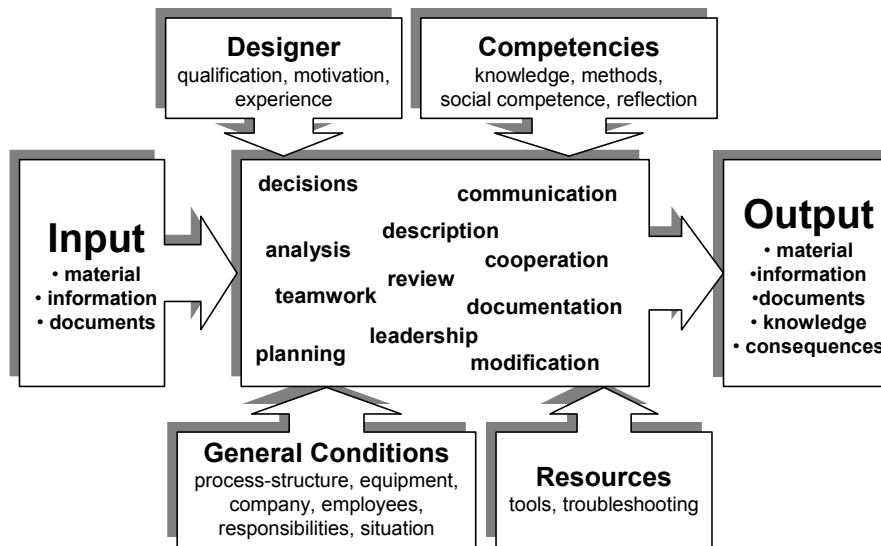 Designer
qualification, motivation,
experience
Competencies
knowledge, methods,
social competence, reflection
Input
• material
• information
• documents
decisions
communication
description
analysis
cooperation
review
teamwork
documentation
leadership
planning
modification
Output
• material
•information
•documents
• knowledge
• consequences
General Conditions
process-structure, equipment,
company, employees,
responsibilities, situation
Resources
tools, troubleshooting